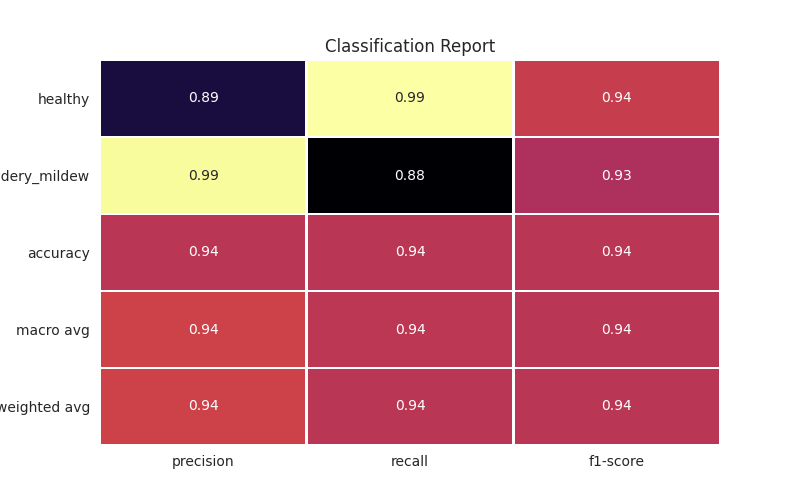 Classification Report
healthy 0.89 0.99 0.94
dery_mildew 0.99 0.88 0.93
accuracy 0.94 0.94 0.94
macro avg 0.94 0.94 0.94
weighted avg 0.94 0.94 0.94
precision recall f1-score